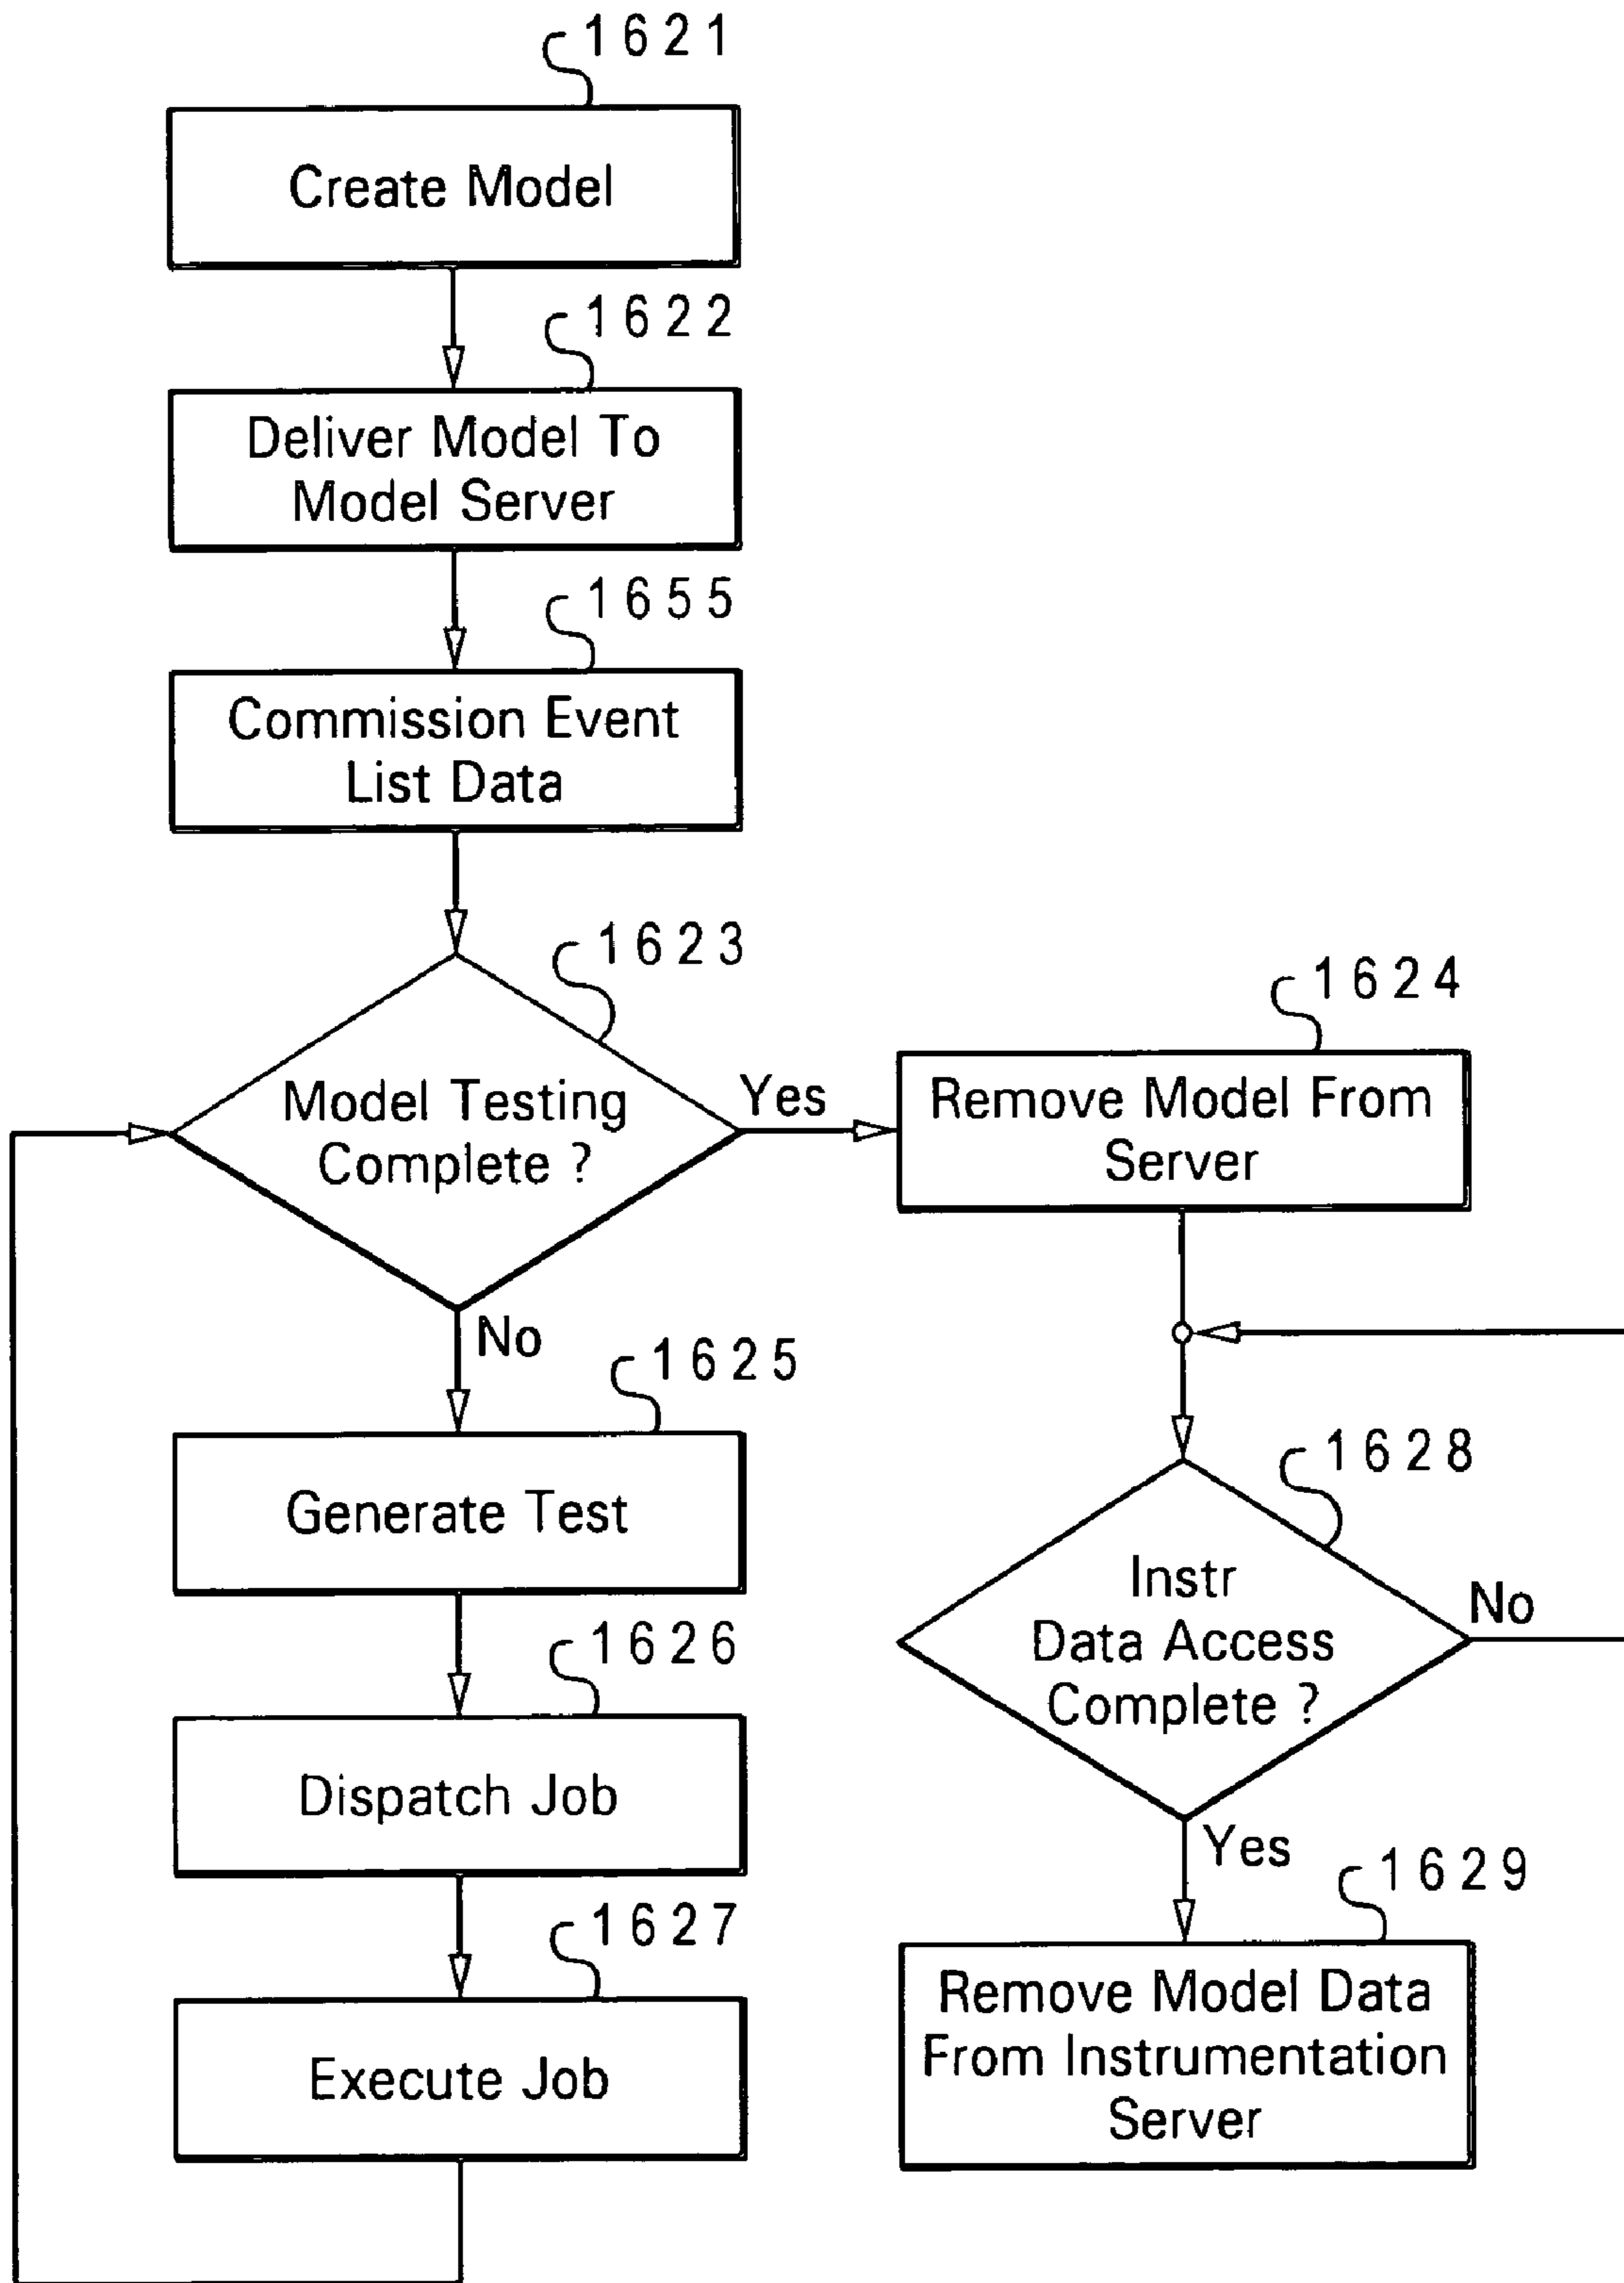 1621
Create Model
1622
Deliver Model To
Model Server
1655
Commission Event
List Data
1623
Model Testing
Complete ?
Yes
No
1624
Remove Model From
Server
1625
Generate Test
1626
Dispatch Job
1627
Execute Job
1628
Instr
Data Access
Complete ?
No
Yes
1629
Remove Model Data
From Instrumentation
Server